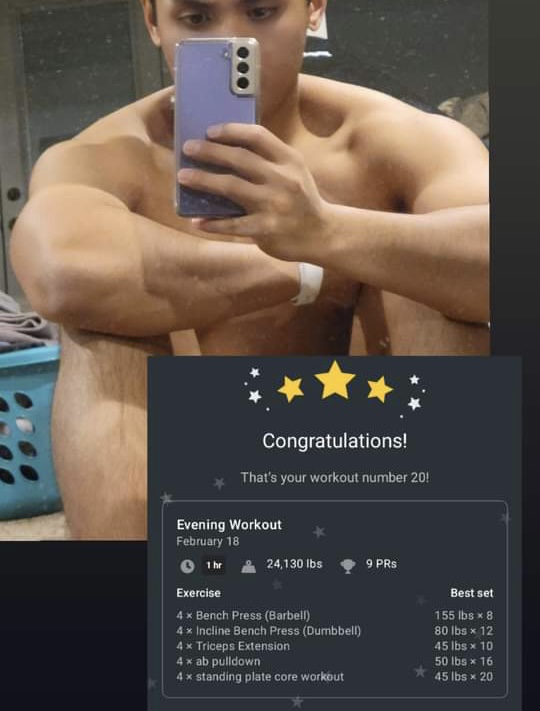 Congratulations!
That's your workout number 20!
Evening Workout
February 18
1 hr 24,130 lbs 9 PRs
Exercise Best set
4 × Bench Press (Barbell) 155 lbs × 8
4 × Incline Bench Press (Dumbbell) 80 lbs × 12
4 × Triceps Extension 45 lbs × 10
4 × ab pulldown 50 lbs × 16
4 × standing plate core workout 45 lbs × 20